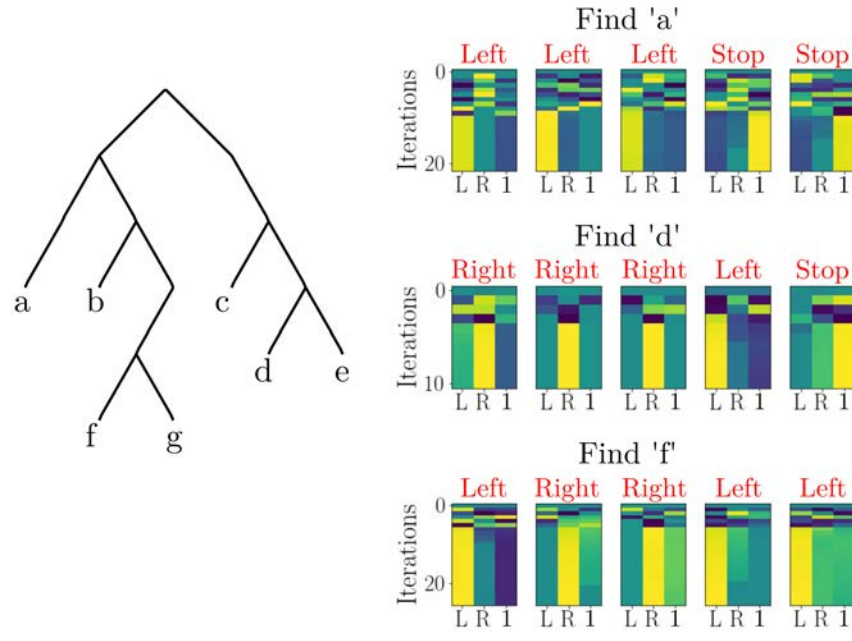 a
b
c
d
e
f
g
Find 'a'
Left Left Left Stop Stop
0
20
Iterations
L R 1 L R 1 L R 1 L R 1 L R 1
Find 'd'
Right Right Right Left Stop
0
10
Iterations
L R 1 L R 1 L R 1 L R 1 L R 1
Find 'f'
Left Right Right Left Left
0
20
Iterations
L R 1 L R 1 L R 1 L R 1 L R 1